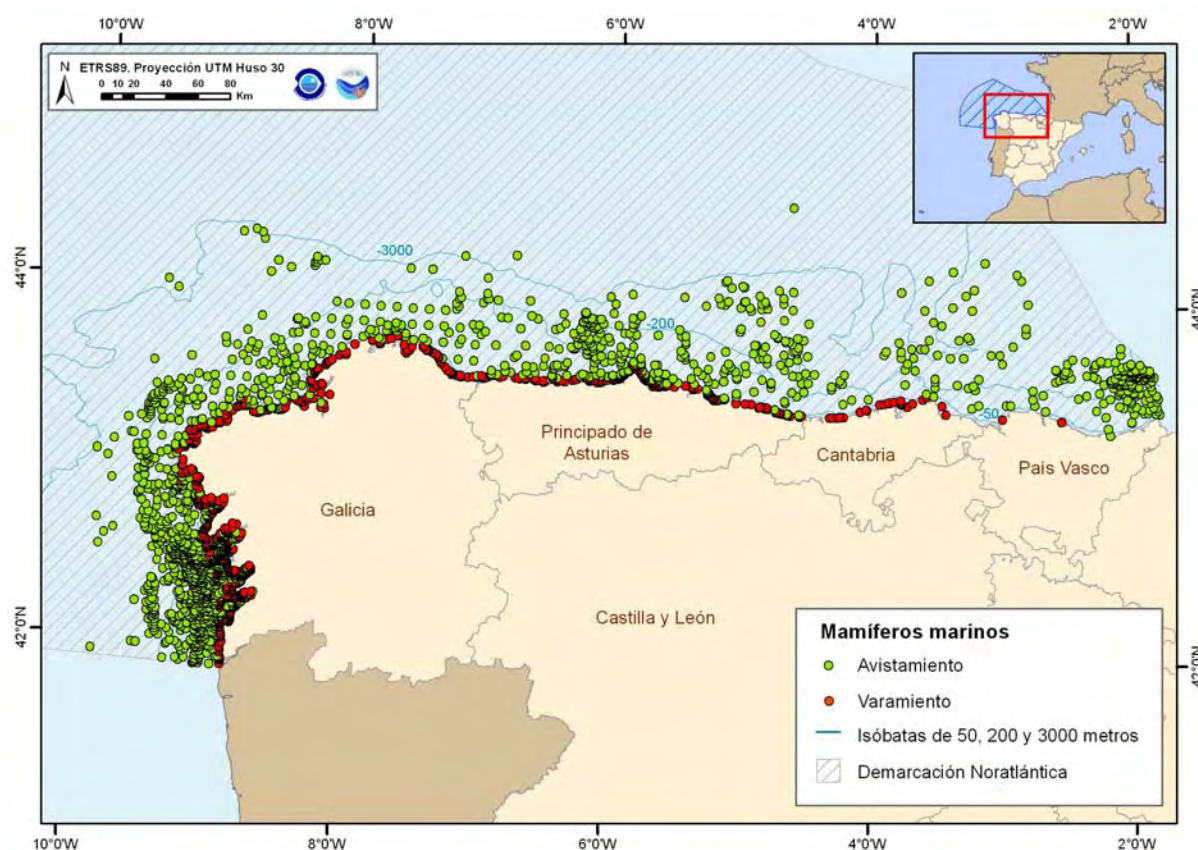 10°0'W 8°0'W 6°0'W 4°0'W 2°0'W
N ETRS89. Proyección UTM Huso 30
0 10 20 40 60 80
Km
44°0'N
44°0'N
-3000
-200
-50
Principado de
Asturias
Cantabria
Pais Vasco
Galicia
Castilla y León
42°0'N
42°0'N
Mamíferos marinos
Avistamiento
Varamiento
Isóbatas de 50, 200 y 3000 metros
Demarcación Noratlántica
10°0'W 8°0'W 6°0'W 4°0'W 2°0'W